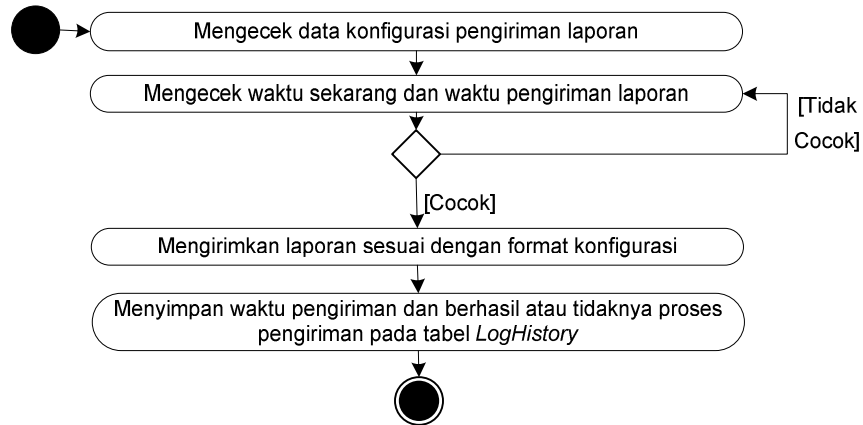 Mengecek data konfigurasi pengiriman laporan
Mengecek waktu sekarang dan waktu pengiriman laporan
[Tidak
Cocok]
[Cocok]
Mengirimkan laporan sesuai dengan format konfigurasi
Menyimpan waktu pengiriman dan berhasil atau tidaknya proses
pengiriman pada tabel LogHistory